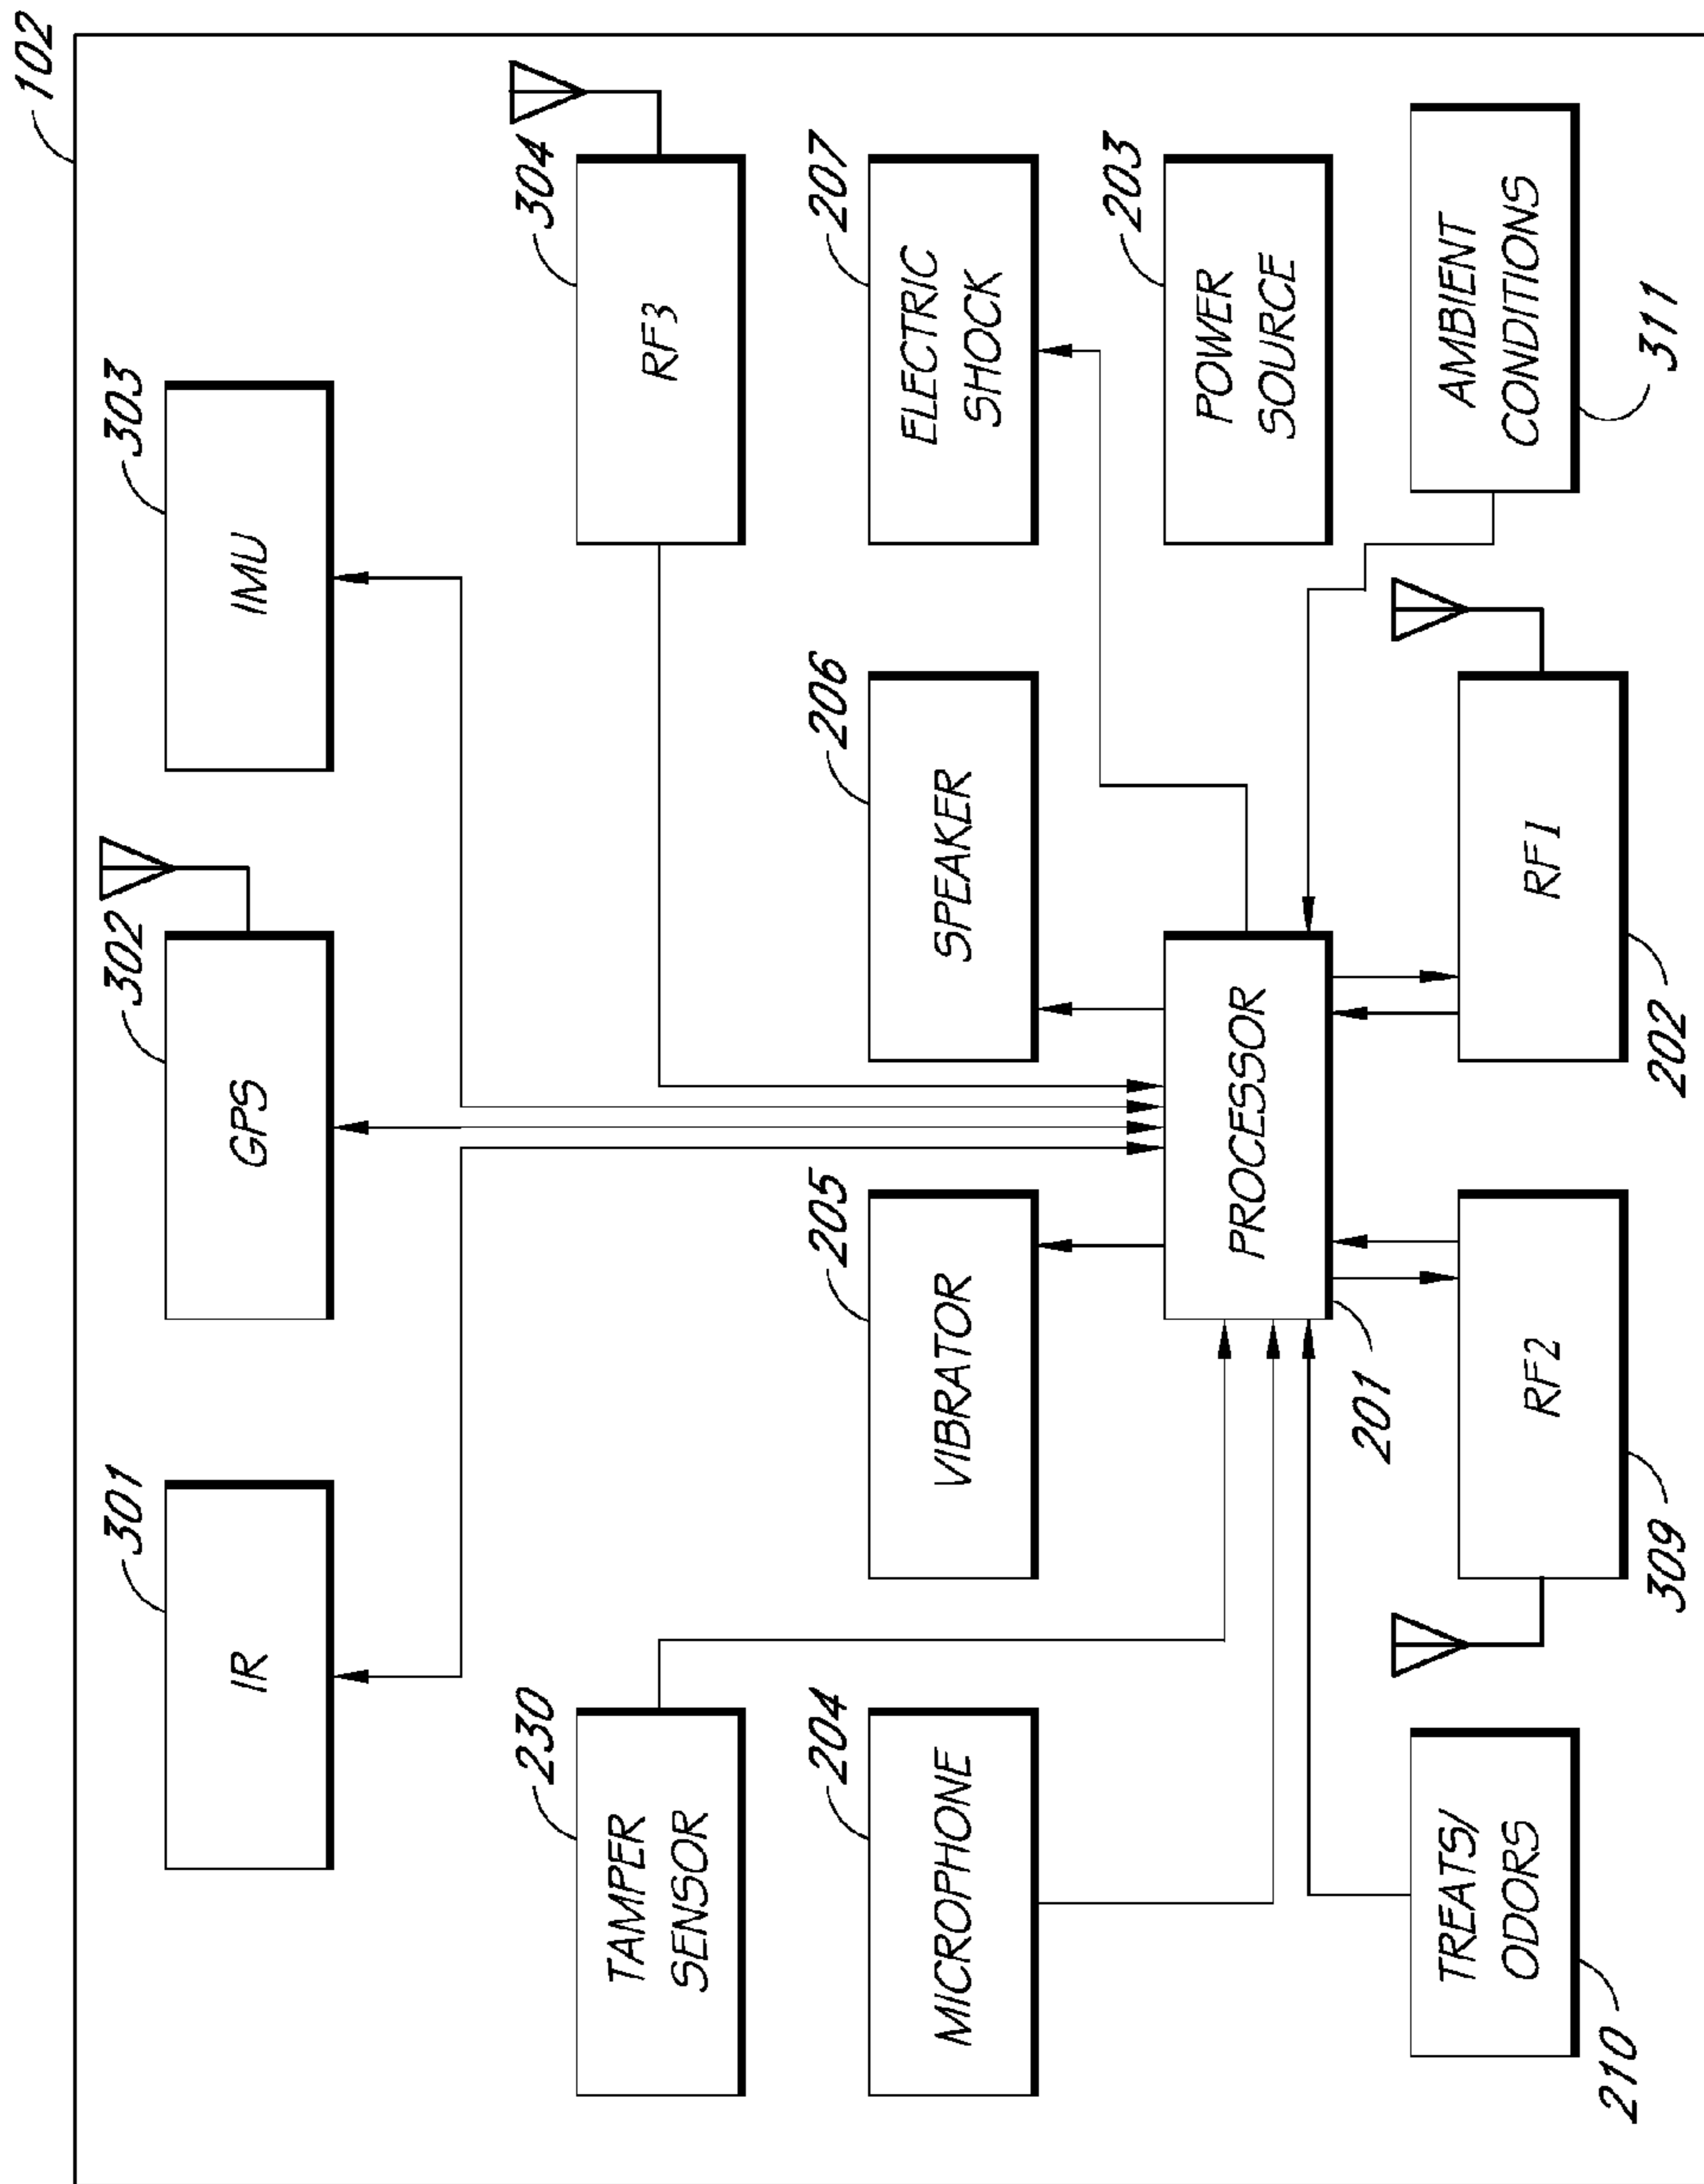 102
301
302
303
IR
GPS
IMU
230
304
TAMPER
SENSOR
RF3
204
205
206
207
MICROPHONE
VIBRATOR
SPEAKER
ELECTRIC
SHOCK
203
PROCESSOR
POWER
SOURCE
201
TREATS/
ODORS
RF2
RF1
AMBIENT
CONDITIONS
210
309
202
311